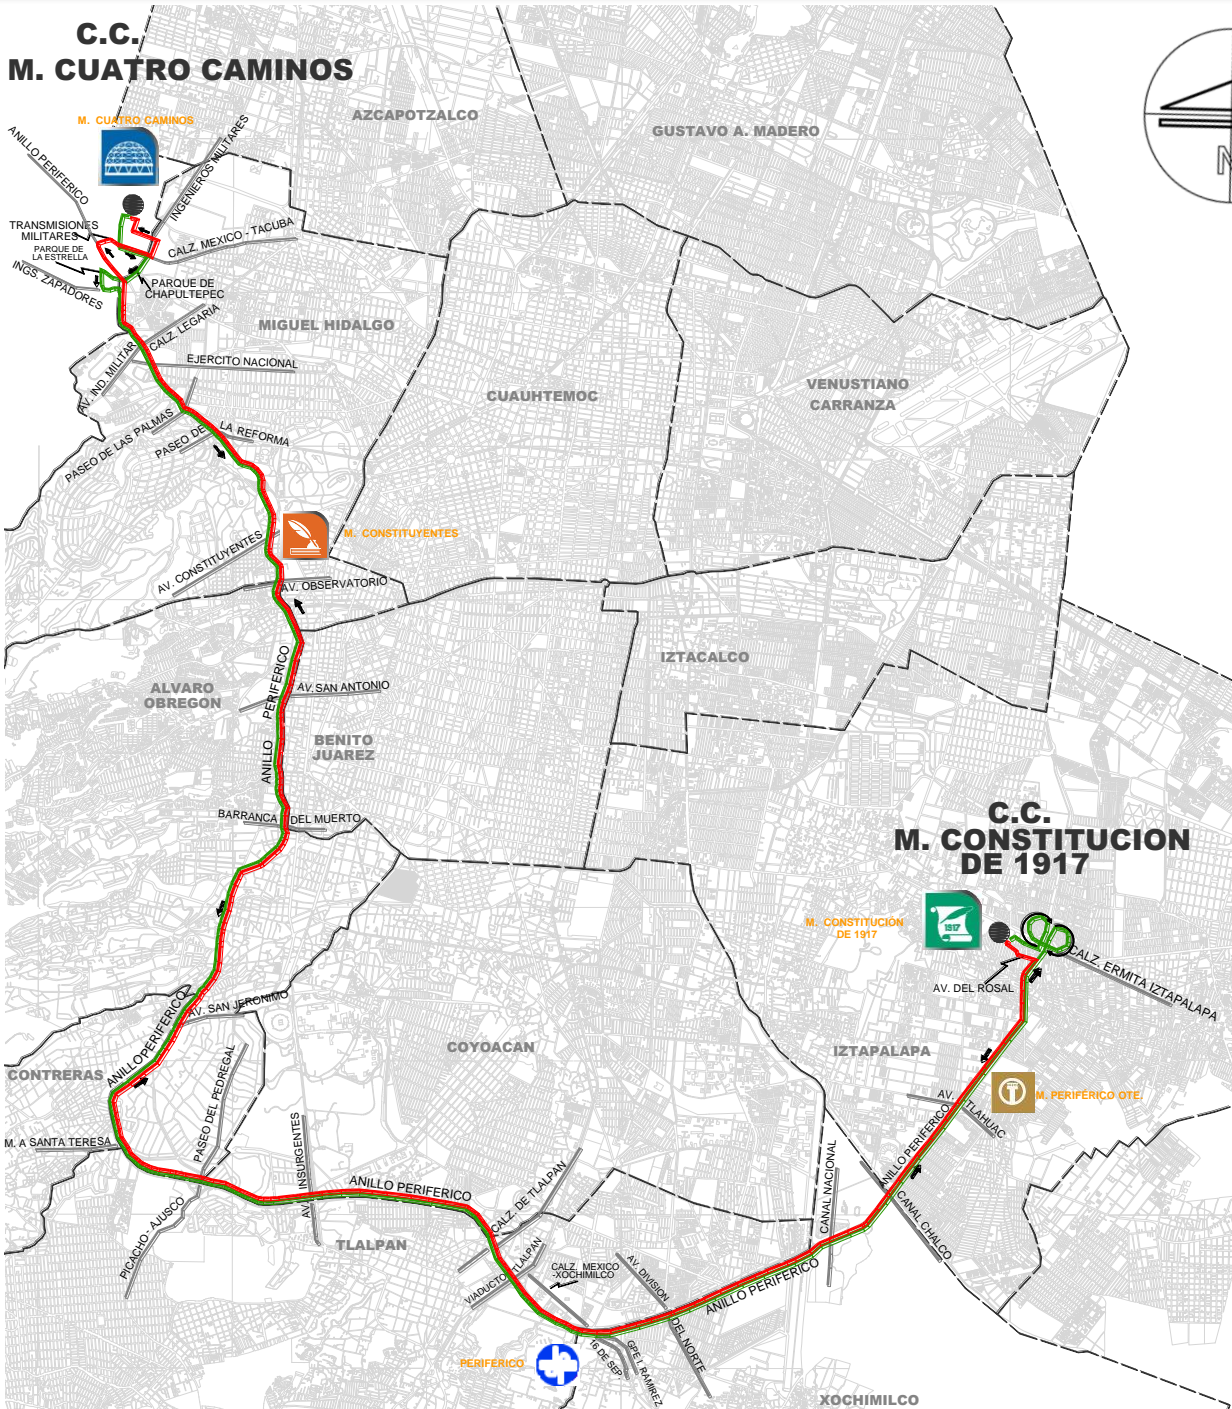 C.C.
M. CUATRO CAMINOS
M. CUATRO CAMINOS
AZCAPOTZALCO
GUSTAVO A. MADERO
ANILLO PERIFERICO
INGENIEROS MILITARES
TRANSMISIONES
MILITARES
PARQUE DE
LA ESTRELLA
CALZ. MEXICO - TACUBA
INGS. ZAPADORES
PARQUE DE
CHAPULTEPEC
CALZ. LEGARIA
MIGUEL HIDALGO
AV. IND. MILITAR
EJERCITO NACIONAL
CUAUHTEMOC
VENUSTIANO
CARRANZA
PASEO DE LAS PALMAS
PASEO DE LA REFORMA
M. CONSTITUYENTES
AV. CONSTITUYENTES
AV. OBSERVATORIO
IZTACALCO
ALVARO
OBREGON
ANILLO PERIFERICO
AV. SAN ANTONIO
BENITO
JUAREZ
BARRANCA DEL MUERTO
C.C.
M. CONSTITUCION
DE 1917
M. CONSTITUCIÓN
DE 1917
1917
CALZ. ERMITA IZTAPALAPA
AV. DEL ROSAL
AV. SAN JERONIMO
ANILLO PERIFERICO
COYOACAN
IZTAPALAPA
CONTRERAS
PASEO DEL PEDREGAL
M. PERIFERICO OTE.
AV. TLAHUAC
M. A SANTA TERESA
AV. INSURGENTES
ANILLO PERIFERICO
ANILLO PERIFERICO
CALZ. DE TLALPAN
CANAL NACIONAL
CANAL CHALCO
PICACHO - AJUSCO
TLALPAN
VIADUCTO TLALPAN
CALZ. MEXICO
-XOCHIMILCO
AV. DIVISION DEL NORTE
ANILLO PERIFERICO
PERIFERICO
16 DE SEP.
GPE I. RAMIREZ
XOCHIMILCO